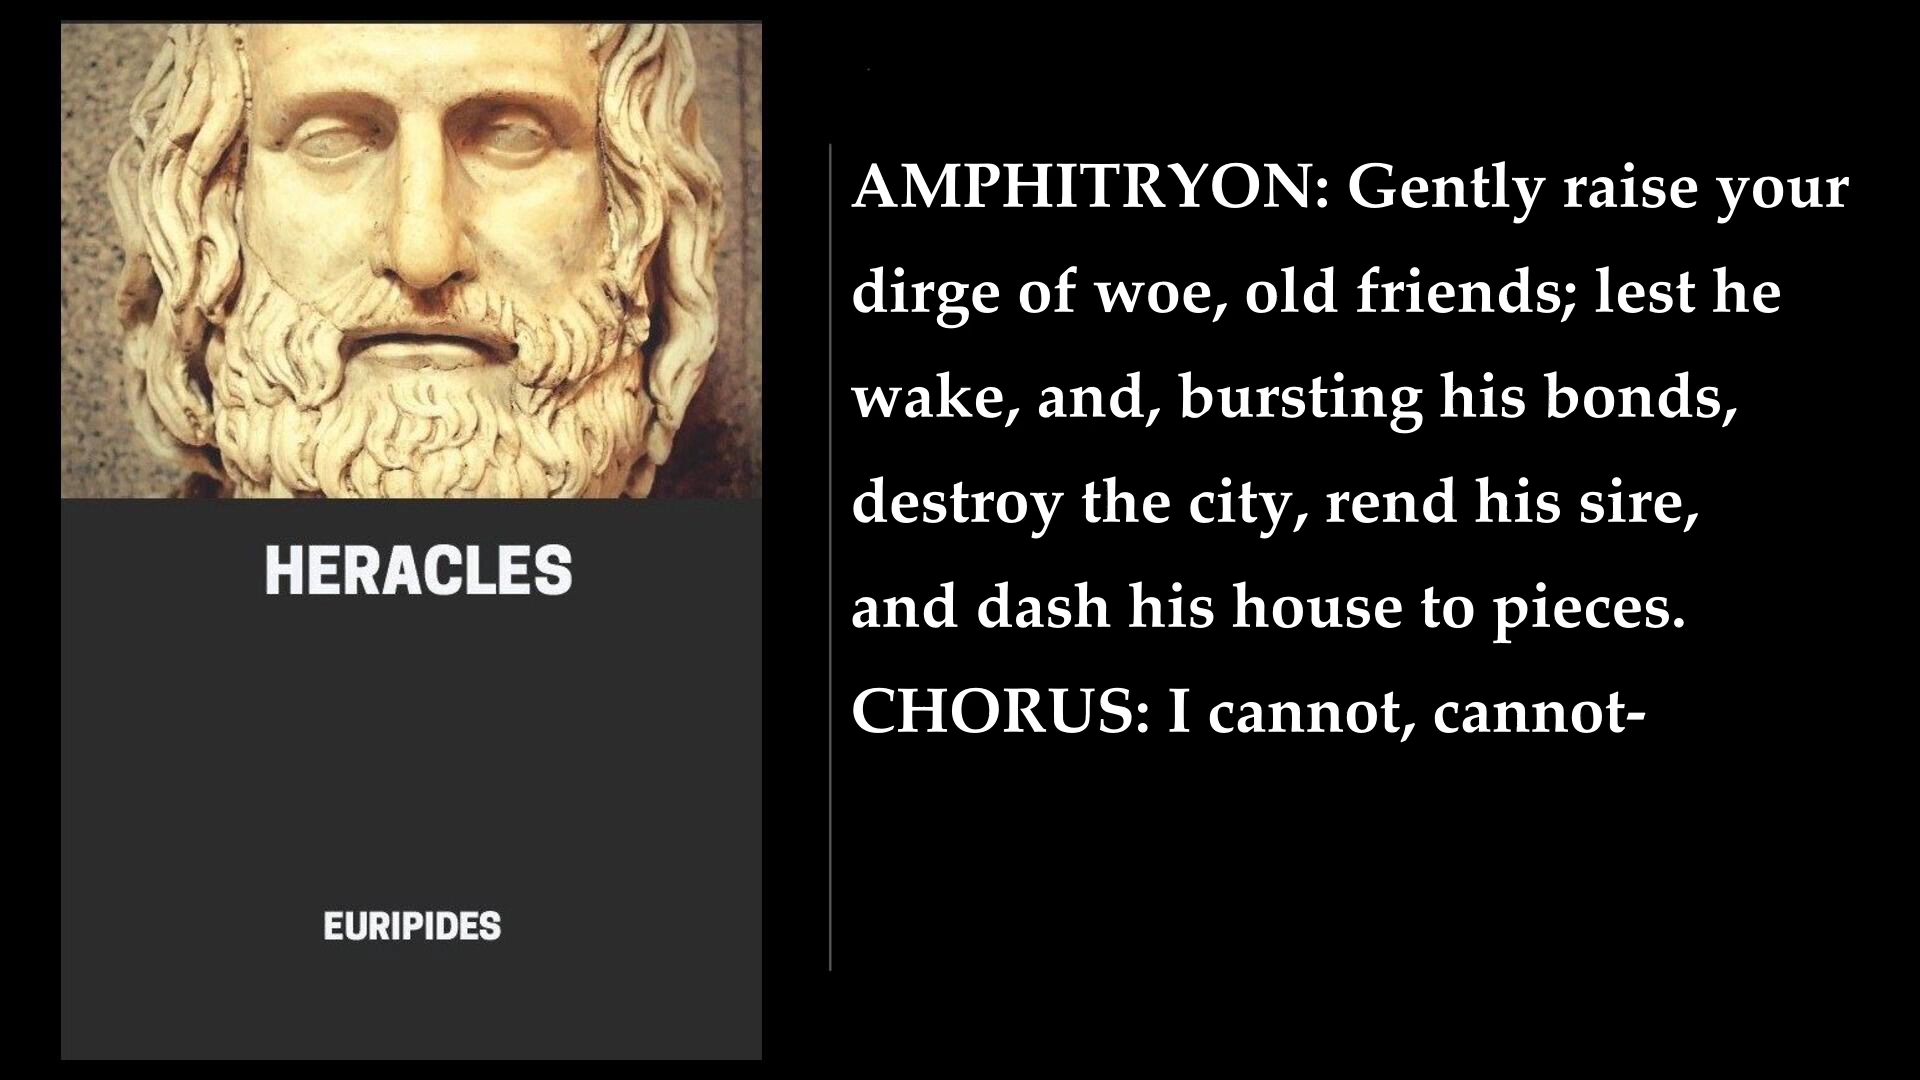 HERACLES
EURIPIDES
AMPHITRYON: Gently raise your
dirge of woe, old friends; lest he
wake, and, bursting his bonds,
destroy the city, rend his sire,
and dash his house to pieces.
CHORUS: I cannot, cannot-